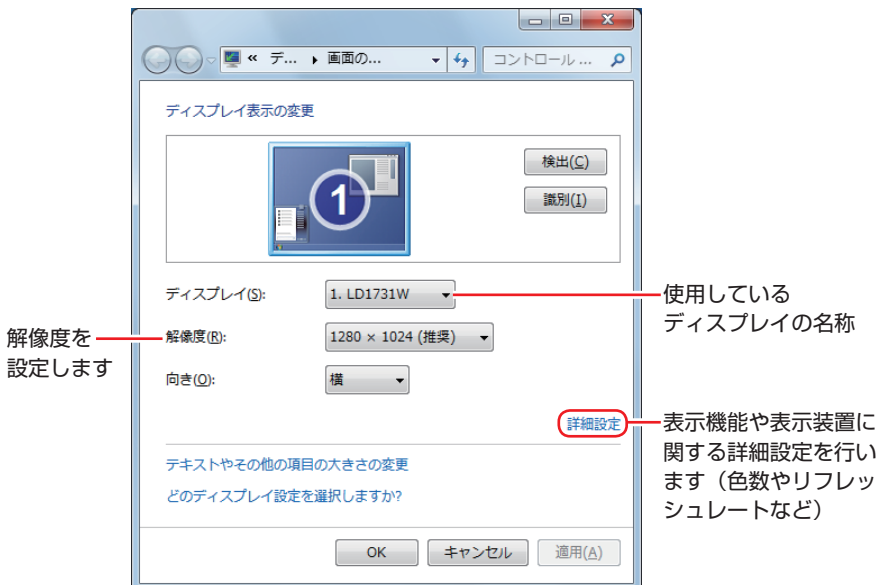 « デ... ▶ 画面の...
コントロール ...
ディスプレイ表示の変更
1
検出(C)
識別(I)
ディスプレイ(S):
1. LD1731W
使用している
ディスプレイの名称
解像度を
設定します
解像度(R):
1280 × 1024 (推奨)
向き(O):
横
詳細設定
表示機能や表示装置に
関する詳細設定を行い
ます（色数やリフレッ
シュレートなど）
テキストやその他の項目の大きさの変更
どのディスプレイ設定を選択しますか?
OK
キャンセル
適用(A)